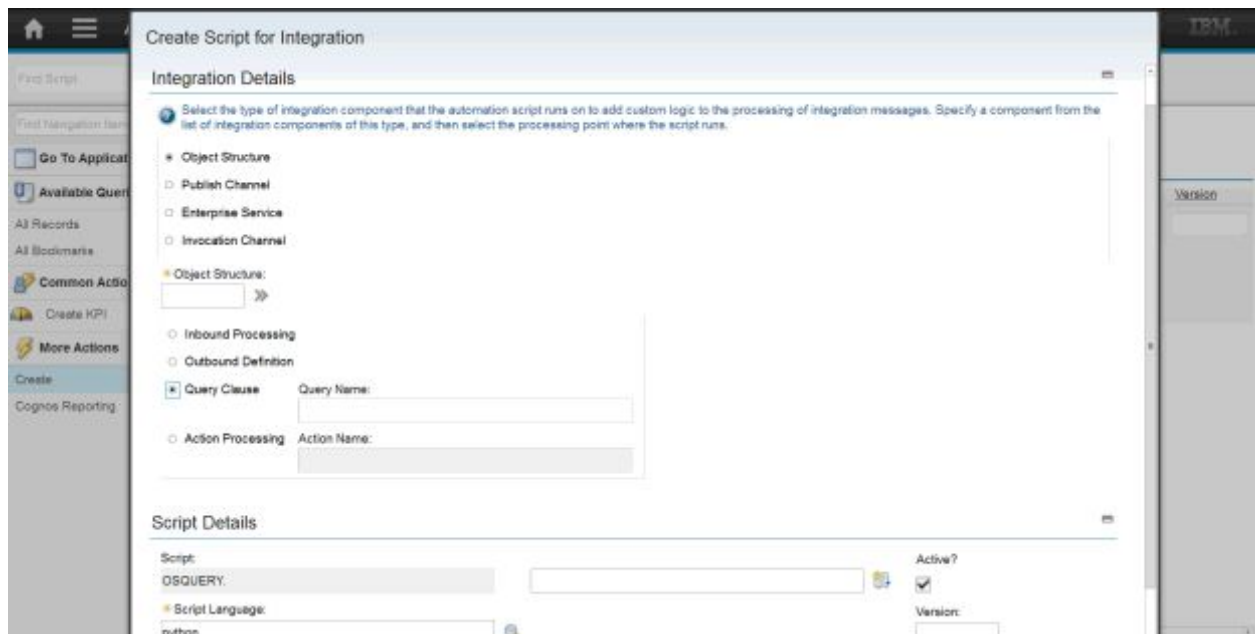 IBM.
Create Script for Integration
Find Script
Find Navigation
Go To Applicat
Available Queri
All Records
All Bookmarks
Common Actio
Create KPI
More Actions
Create
Cognos Reporting
Integration Details
Select the type of integration component that the automation script runs on to add custom logic to the processing of integration messages. Specify a component from the
list of integration components of this type, and then select the processing point where the script runs.
Object Structure
Publish Channel
Enterprise Service
Invocation Channel
Object Structure:
Inbound Processing
Outbound Definition
Query Clause Query Name:
Action Processing Action Name:
Script Details
Script:
OSQUERY.
Active?
Script Language:
python
Version:
Version